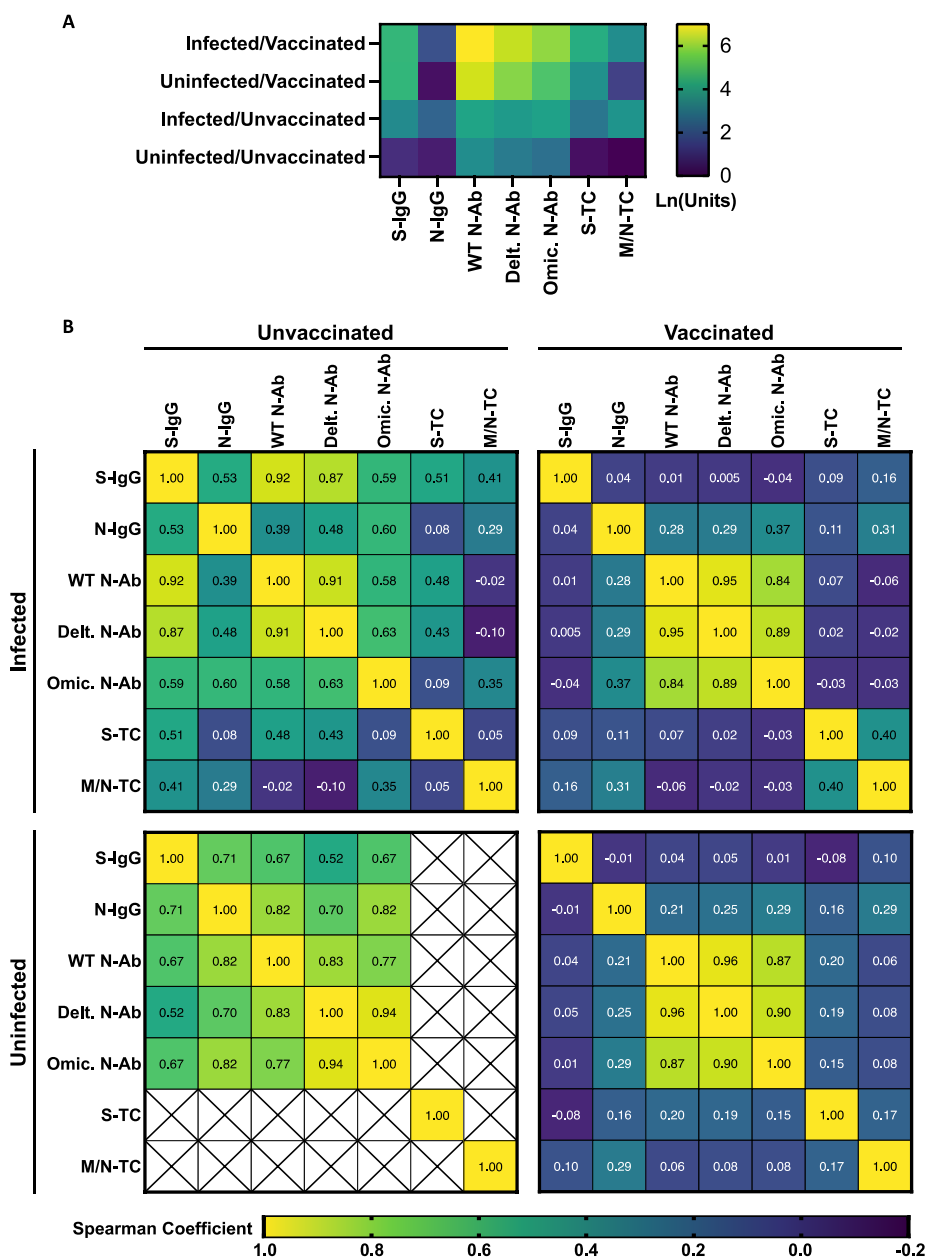 A
Infected/Vaccinated
Uninfected/Vaccinated
Infected/Unvaccinated
Uninfected/Unvaccinated
6
4
2
0
Ln(Units)
S-IgG N-IgG WT N-Ab Delt. N-Ab Omic. N-Ab S-TC M/N-TC
B
Unvaccinated Vaccinated
S-IgG N-IgG WT N-Ab Delt. N-Ab Omic. N-Ab S-TC M/N-TC S-IgG N-IgG WT N-Ab Delt. N-Ab Omic. N-Ab S-TC M/N-TC
Infected
S-IgG 1.00 0.53 0.92 0.87 0.59 0.51 0.41 1.00 0.04 0.01 0.005 -0.04 0.09 0.16
N-IgG 0.53 1.00 0.39 0.48 0.60 0.08 0.29 0.04 1.00 0.28 0.29 0.37 0.11 0.31
WT N-Ab 0.92 0.39 1.00 0.91 0.58 0.48 -0.02 0.01 0.28 1.00 0.95 0.84 0.07 -0.06
Delt. N-Ab 0.87 0.48 0.91 1.00 0.63 0.43 -0.10 0.005 0.29 0.95 1.00 0.89 0.02 -0.02
Omic. N-Ab 0.59 0.60 0.58 0.63 1.00 0.09 0.35 -0.04 0.37 0.84 0.89 1.00 -0.03 -0.03
S-TC 0.51 0.08 0.48 0.43 0.09 1.00 0.05 0.09 0.11 0.07 0.02 -0.03 1.00 0.40
M/N-TC 0.41 0.29 -0.02 -0.10 0.35 0.05 1.00 0.16 0.31 -0.06 -0.02 -0.03 0.40 1.00
Uninfected
S-IgG 1.00 0.71 0.67 0.52 0.67 1.00 -0.01 0.04 0.05 0.01 -0.08 0.10
N-IgG 0.71 1.00 0.82 0.70 0.82 -0.01 1.00 0.21 0.25 0.29 0.16 0.29
WT N-Ab 0.67 0.82 1.00 0.83 0.77 0.04 0.21 1.00 0.96 0.87 0.20 0.06
Delt. N-Ab 0.52 0.70 0.83 1.00 0.94 0.05 0.25 0.96 1.00 0.90 0.19 0.08
Omic. N-Ab 0.67 0.82 0.77 0.94 1.00 0.01 0.29 0.87 0.90 1.00 0.15 0.08
S-TC 1.00 -0.08 0.16 0.20 0.19 0.15 1.00 0.17
M/N-TC 1.00 0.10 0.29 0.06 0.08 0.08 0.17 1.00
Spearman Coefficient
1.0 0.8 0.6 0.4 0.2 0.0 -0.2